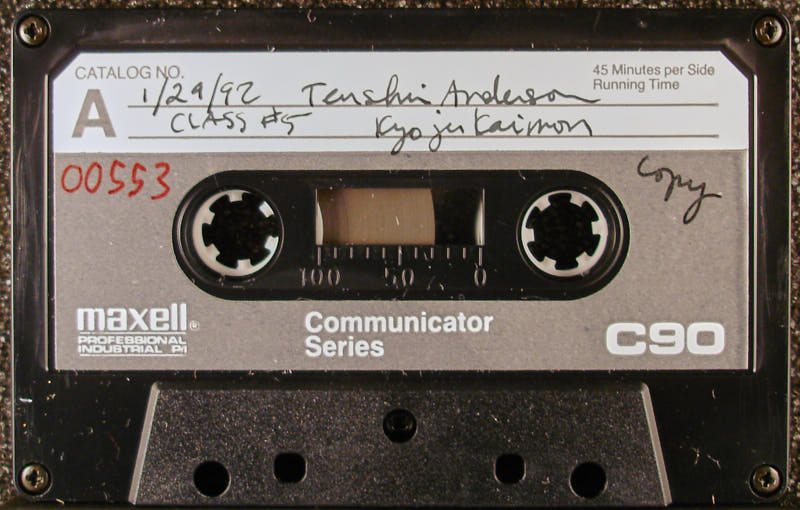 CATALOG NO.
45 Minutes per Side
Running Time
A
1/29/92 Tenshin Anderson
CLASS #5 Kyojukaimon
00553
Copy
100 50 0
maxell®
PROFESSIONAL
INDUSTRIAL P/I
Communicator
Series
C90